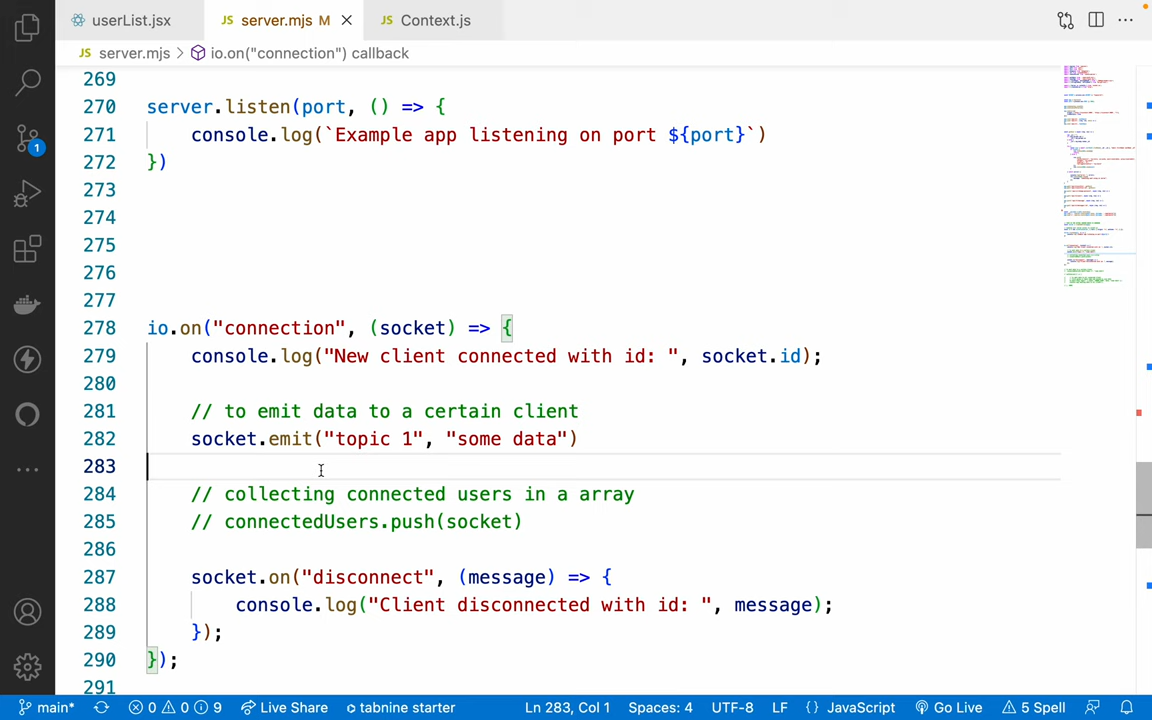 userList.jsx
JS server.mjs M
JS Context.js
JS server.mjs > io.on("connection") callback
269
270 server.listen(port, () => {
271 console.log(`Example app listening on port ${port}`)
272 })
273
274
275
276
277
278 io.on("connection", (socket) => {
279 console.log("New client connected with id: ", socket.id);
280
281 // to emit data to a certain client
282 socket.emit("topic 1", "some data")
283
284 // collecting connected users in a array
285 // connectedUsers.push(socket)
286
287 socket.on("disconnect", (message) => {
288 console.log("Client disconnected with id: ", message);
289 });
290 });
291
1
main* 0 0 9 Live Share tabnine starter Ln 283, Col 1 Spaces: 4 UTF-8 LF {} JavaScript Go Live 5 Spell